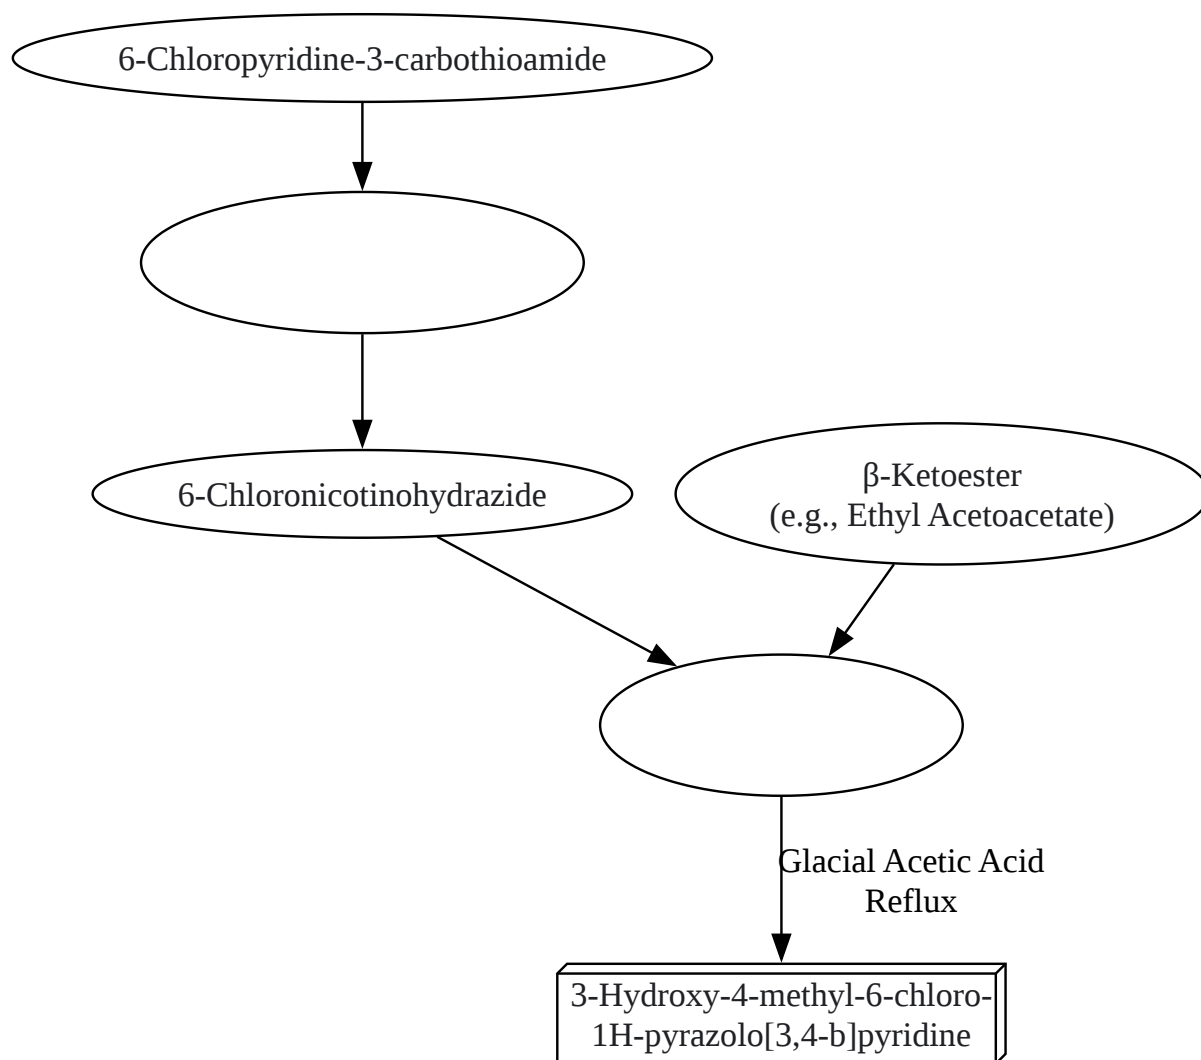 6-Chloropyridine-3-carbothioamide
6-Chloronicotinohydrazide
β-Ketoester
(e.g., Ethyl Acetoacetate)
Glacial Acetic Acid
Reflux
3-Hydroxy-4-methyl-6-chloro-
1H-pyrazolo[3,4-b]pyridine